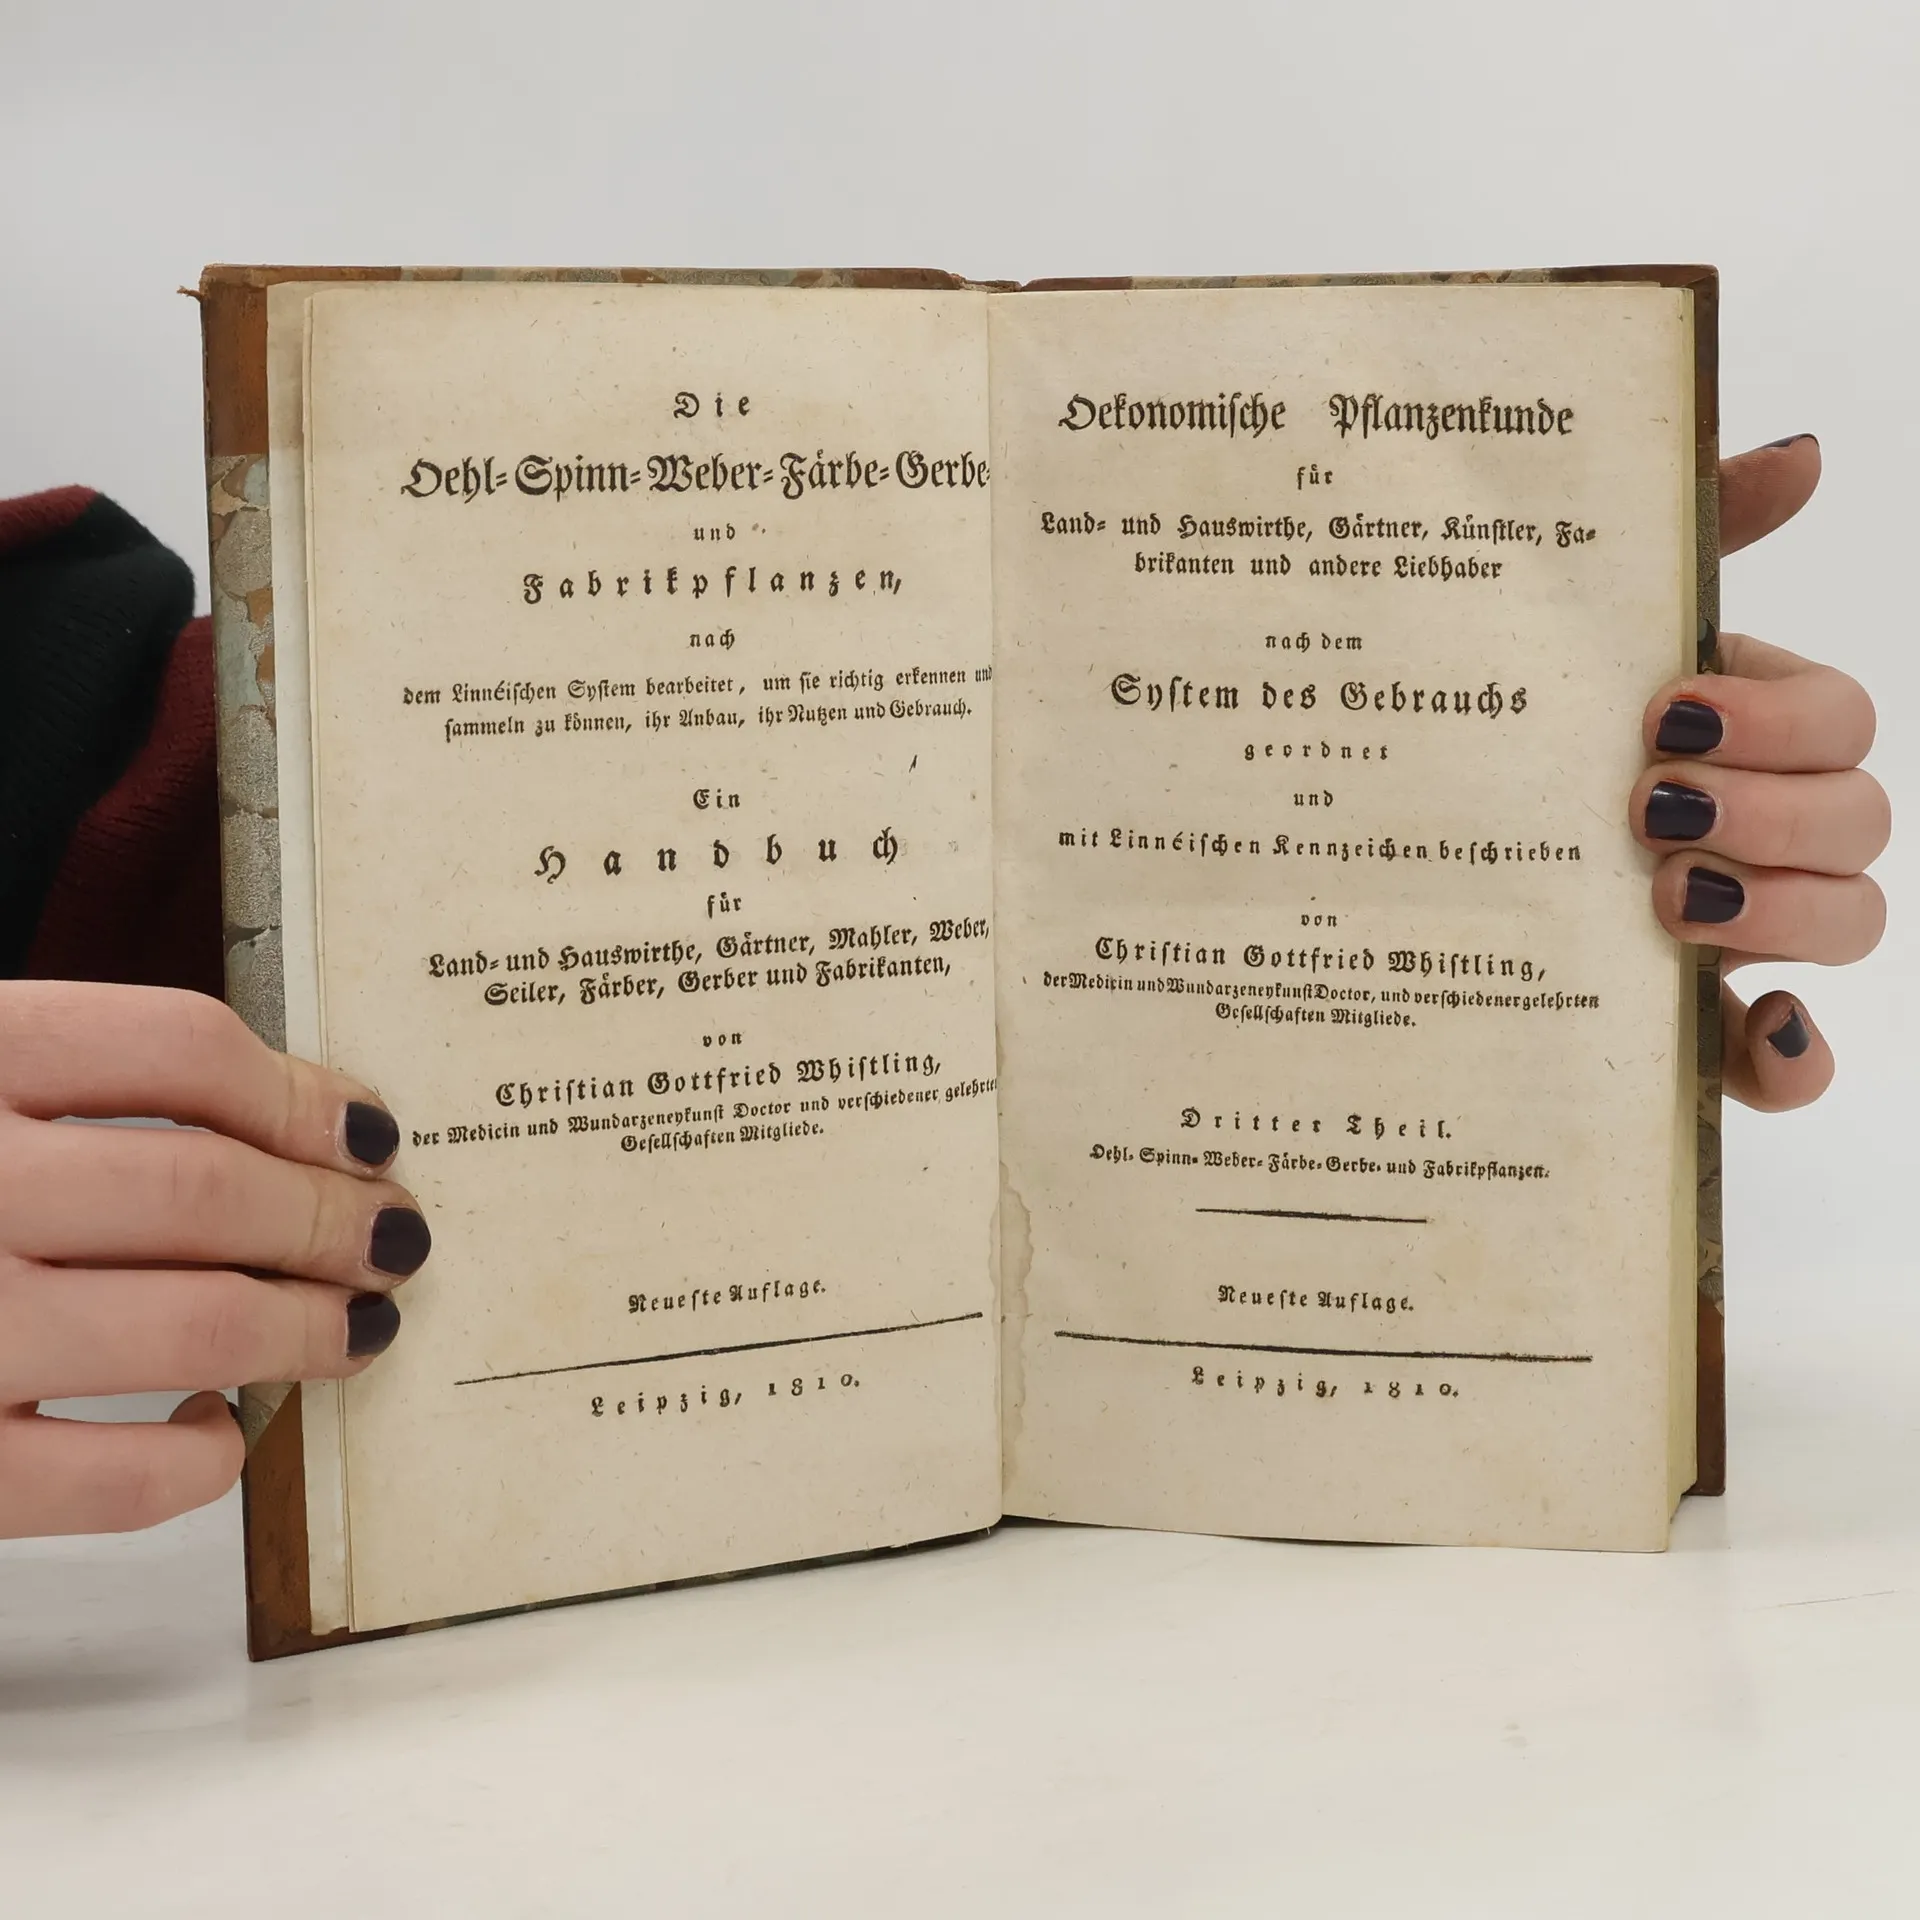 Die
Oehl-Spinn-Weber-Färbe-Gerbe-
und
Fabrikpflanzen,
nach
dem Linnéischen System bearbeitet, um sie richtig erkennen und
sammeln zu können, ihr Anbau, ihr Nutzen und Gebrauch.
Ein
Handbuch
für
Land- und Hauswirthe, Gärtner, Mahler, Weber,
Seiler, Färber, Gerber und Fabrikanten,
von
Christian Gottfried Whistling,
der Medicin und Wundarzeneykunst Doctor und verschiedener gelehrten
Gesellschaften Mitgliede.
Neueste Auflage.
Leipzig, 1810.
Oekonomische Pflanzenkunde
für
Land- und Hauswirthe, Gärtner, Künstler, Fa-
brikanten und andere Liebhaber
nach dem
System des Gebrauchs
geordnet
und
mit Linnéischen Kennzeichen beschrieben
von
Christian Gottfried Whistling,
der Medicin und Wundarzeneykunst Doctor, und verschiedener gelehrten
Gesellschaften Mitgliede.
Dritter Theil.
Oehl- Spinn- Weber- Färbe- Gerbe- und Fabrikpflanzen.
Neueste Auflage.
Leipzig, 1810.